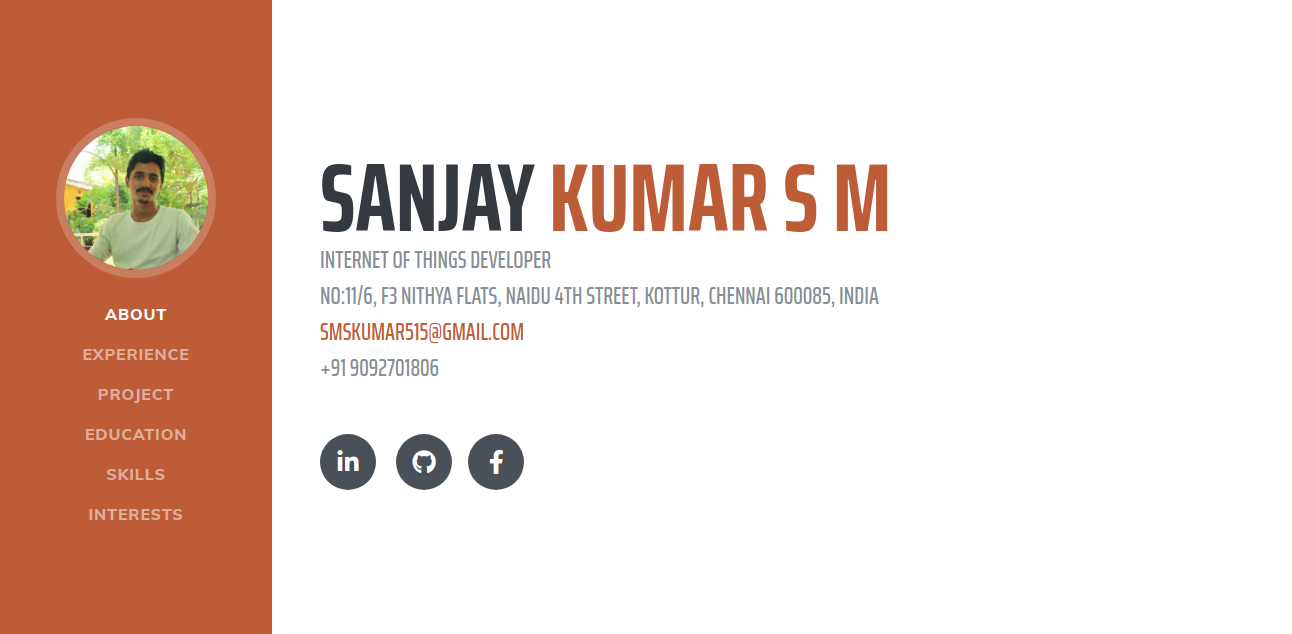 ABOUT
EXPERIENCE
PROJECT
EDUCATION
SKILLS
INTERESTS
SANJAY KUMAR S M
INTERNET OF THINGS DEVELOPER
NO:11/6, F3 NITHYA FLATS, NAIDU 4TH STREET, KOTTUR, CHENNAI 600085, INDIA
SMSKUMAR515@GMAIL.COM
+91 9092701806
in
f